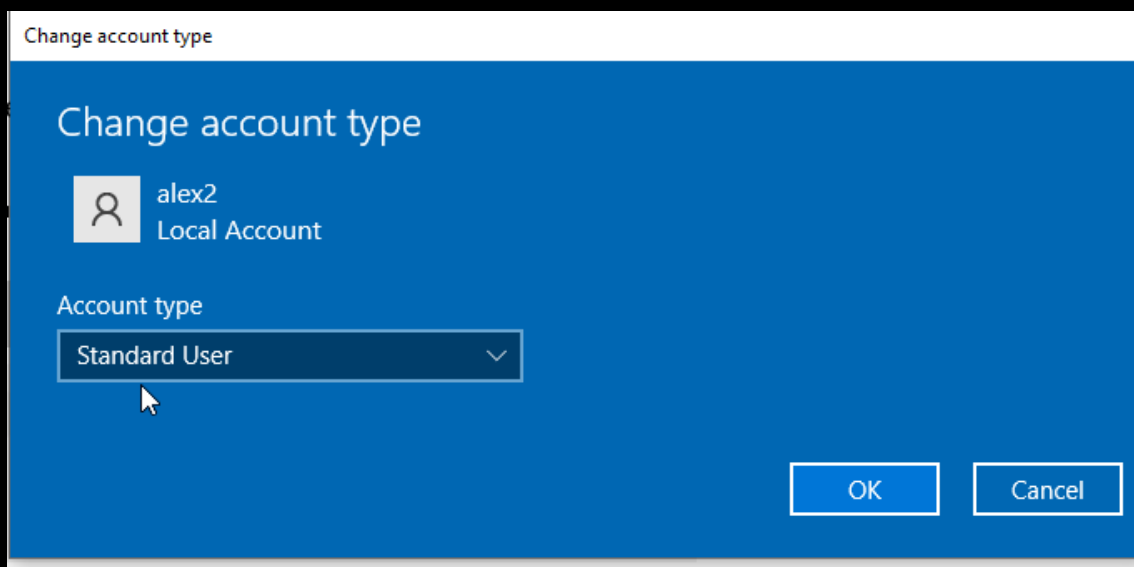 Change account type
Change account type
alex2
Local Account
Account type
Standard User
OK
Cancel